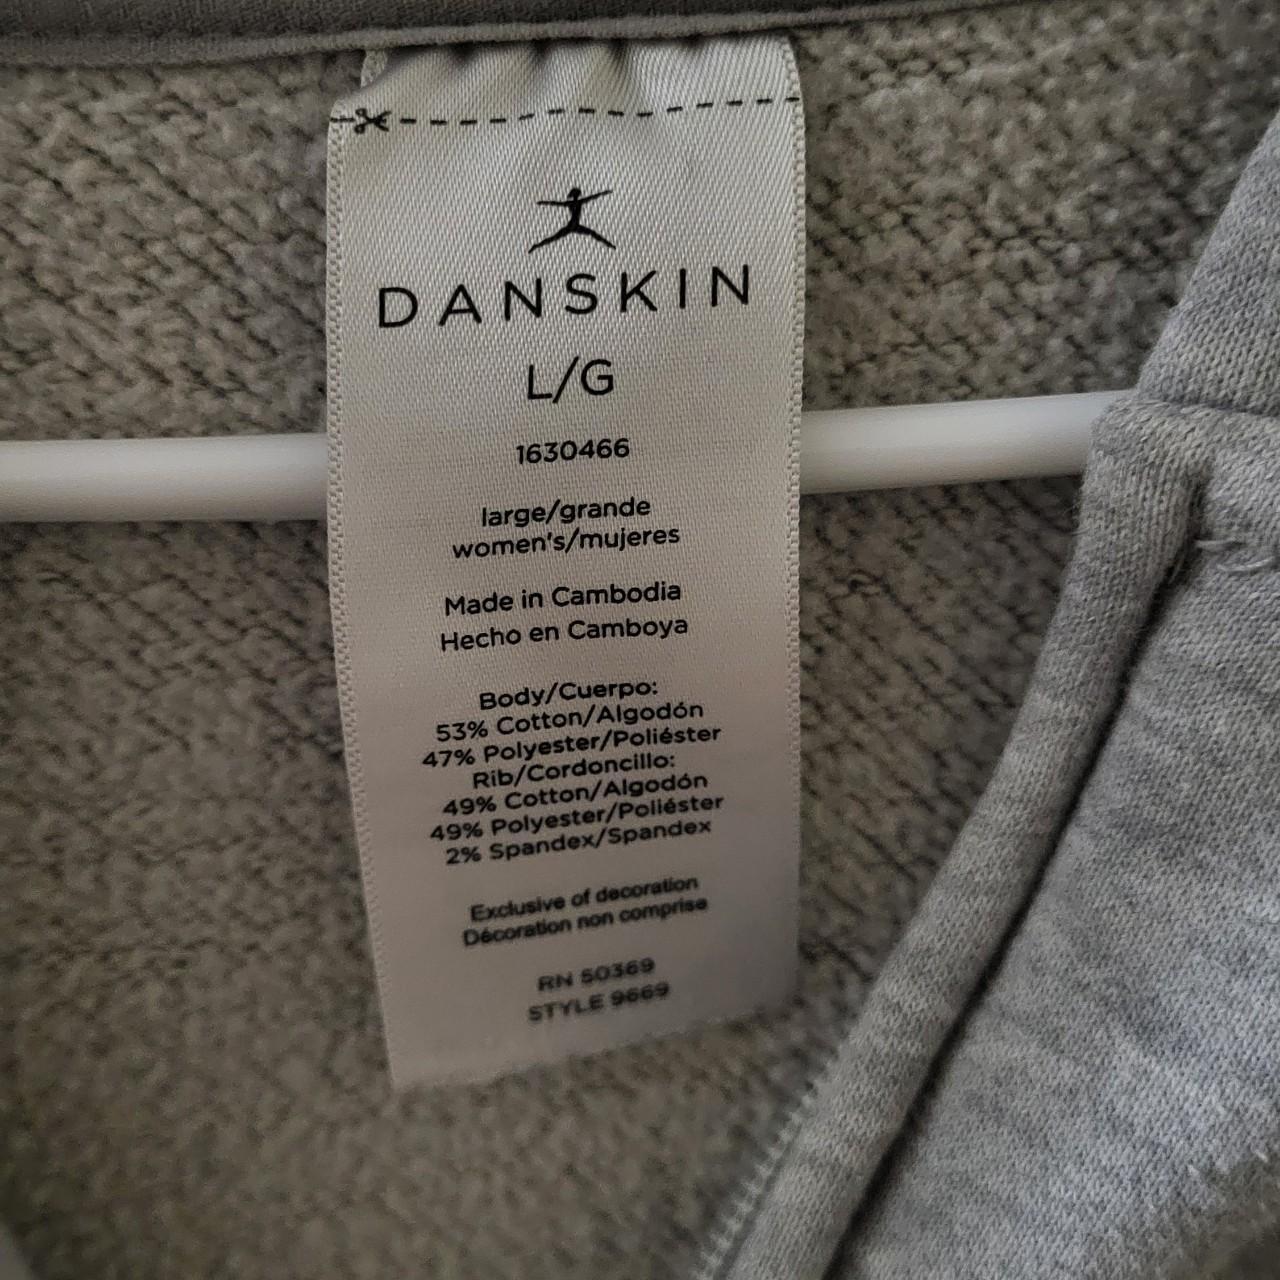 DANSKIN
L/G
1630466
large/grande
women's/mujeres
Made in Cambodia
Hecho en Camboya
Body/Cuerpo:
53% Cotton/Algodón
47% Polyester/Poliéster
Rib/Cordoncillo:
49% Cotton/Algodón
49% Polyester/Poliéster
2% Spandex/Spandex
Exclusive of decoration
Décoration non comprise
RN 50369
STYLE 9669